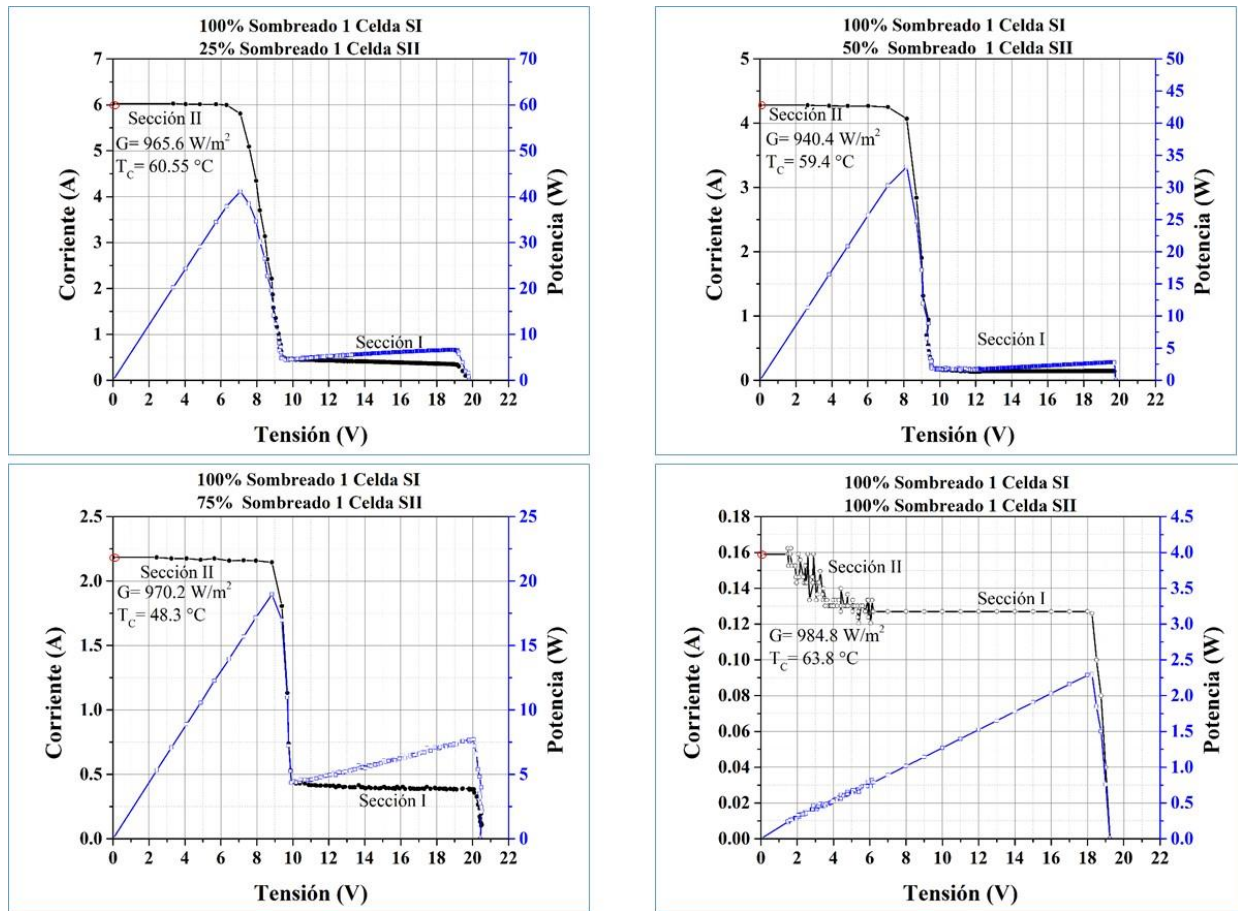 100% Sombreado 1 Celda SI
25% Sombreado 1 Celda SII
7
6
5
4
3
2
1
0
70
60
50
40
30
20
10
0
Corriente (A)
Potencia (W)
Sección II
G= 965.6 W/m²
T_C= 60.55 °C
Sección I
0 2 4 6 8 10 12 14 16 18 20 22
Tensión (V)
100% Sombreado 1 Celda SI
50% Sombreado 1 Celda SII
5
4
3
2
1
0
50
45
40
35
30
25
20
15
10
5
0
Corriente (A)
Potencia (W)
Sección II
G= 940.4 W/m²
T_C= 59.4 °C
Sección I
0 2 4 6 8 10 12 14 16 18 20 22
Tensión (V)
100% Sombreado 1 Celda SI
75% Sombreado 1 Celda SII
2.5
2.0
1.5
1.0
0.5
0.0
25
20
15
10
5
0
Corriente (A)
Potencia (W)
Sección II
G= 970.2 W/m²
T_C= 48.3 °C
Sección I
0 2 4 6 8 10 12 14 16 18 20 22
Tensión (V)
100% Sombreado 1 Celda SI
100% Sombreado 1 Celda SII
0.18
0.16
0.14
0.12
0.10
0.08
0.06
0.04
0.02
0.00
4.5
4.0
3.5
3.0
2.5
2.0
1.5
1.0
0.5
0.0
Corriente (A)
Potencia (W)
Sección II
Sección I
G= 984.8 W/m²
T_C= 63.8 °C
0 2 4 6 8 10 12 14 16 18 20 22
Tensión (V)